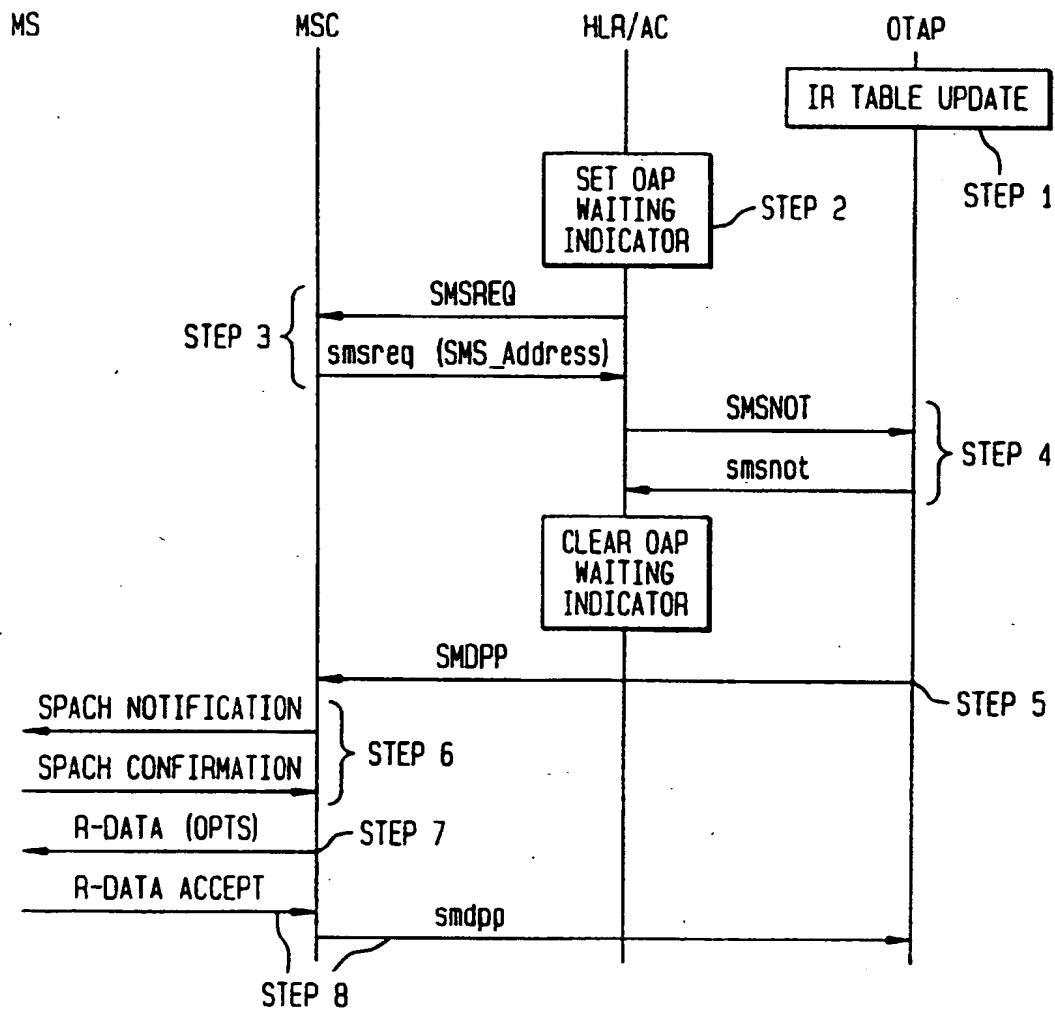 MS MSC HLR/AC OTAP
IR TABLE UPDATE
STEP 1
SET OAP
WAITING
INDICATOR
STEP 2
SMSREQ
STEP 3
smsreq (SMS_Address)
SMSNOT
STEP 4
smsnot
CLEAR OAP
WAITING
INDICATOR
SMDPP
STEP 5
SPACH NOTIFICATION
STEP 6
SPACH CONFIRMATION
R-DATA (OPTS)
STEP 7
R-DATA ACCEPT
smdpp
STEP 8